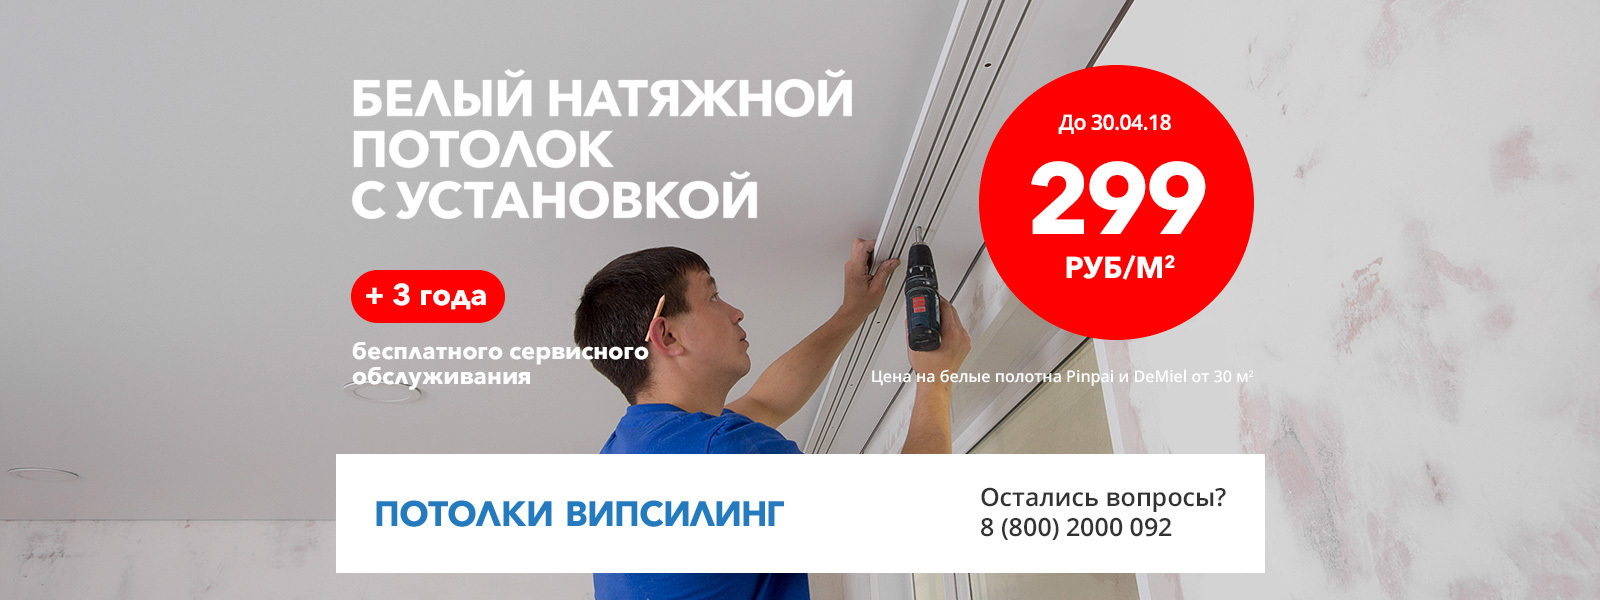 БЕЛЫЙ НАТЯЖНОЙ
ПОТОЛОК
С УСТАНОВКОЙ
+ 3 года
бесплатного сервисного
обслуживания
До 30.04.18
299
РУБ/М²
Цена на белые полотна Pinpai и DeMiel от 30 м²
ПОТОЛКИ ВИПСИЛИНГ
Остались вопросы?
8 (800) 2000 092